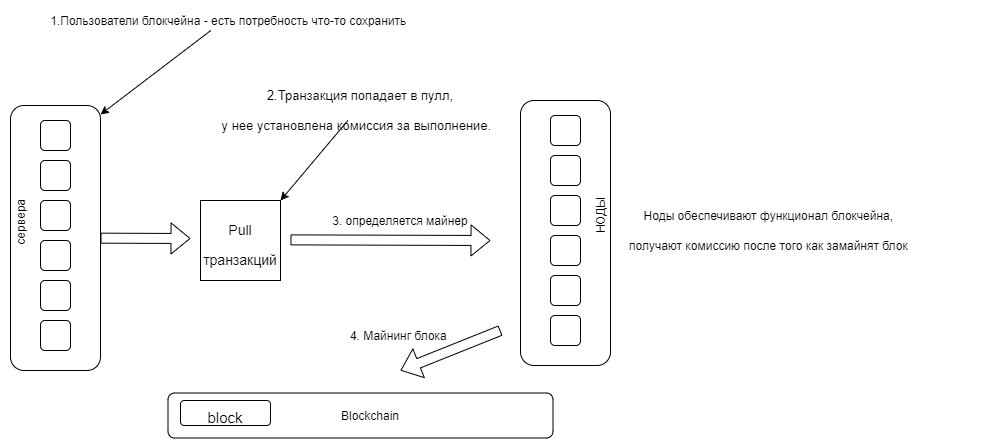 1.Пользователи блокчейна - есть потребность что-то сохранить
2.Транзакция попадает в пулл,
у нее установлена комиссия за выполнение.
сервера
Pull
транзакций
3. определяется майнер
НОДЫ
Ноды обеспечивают функционал блокчейна,
получают комиссию после того как замайнят блок
4. Майнинг блока
block
Blockchain